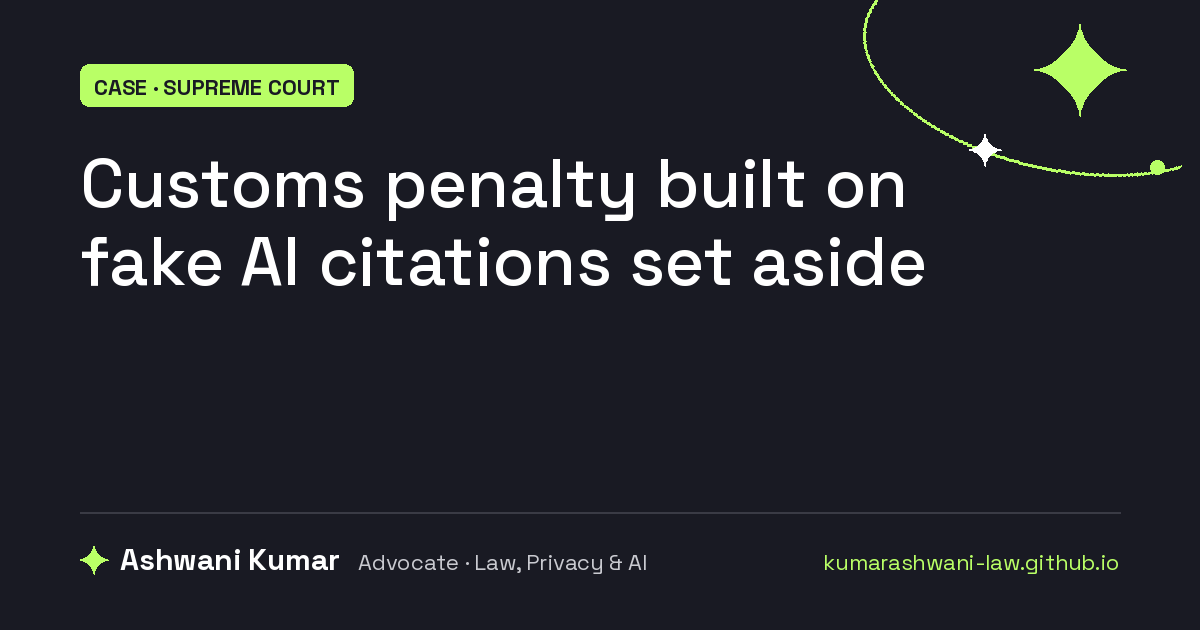 CASE · SUPREME COURT
Customs penalty built on
fake AI citations set aside
Ashwani Kumar Advocate · Law, Privacy & AI kumarashwani-law.github.io